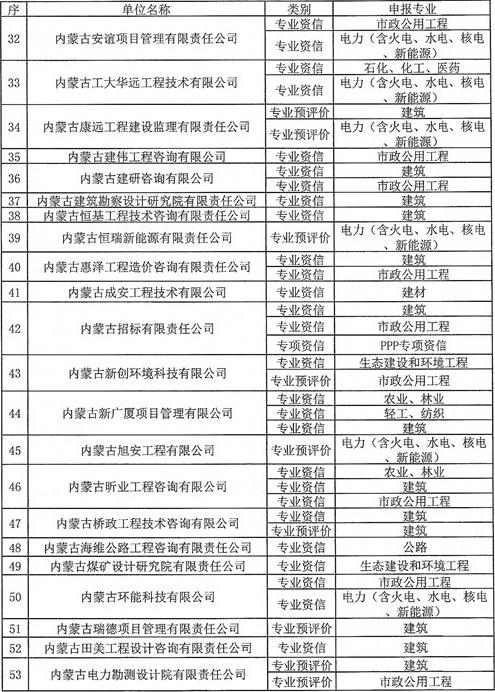 序 单位名称 类别 申报专业
32 内蒙古安谊项目管理有限责任公司 专业资信 市政公用工程
专业资信 电力（含火电、水电、核电
、新能源）
33 内蒙古工大华远工程技术有限公司 专业资信 石化、化工、医药
专业资信 电力（含火电、水电、核电
、新能源）
34 内蒙古康远工程建设监理有限责任公司 专业预评价 建筑
专业预评价 电力（含火电、水电、核电
、新能源）
35 内蒙古建伟工程咨询有限公司 专业资信 市政公用工程
36 内蒙古建研咨询有限公司 专业资信 建筑
专业资信 市政公用工程
37 内蒙古建筑勘察设计研究院有限责任公司 专业资信 建筑
38 内蒙古恒基工程技术咨询有限公司 专业资信 建筑
39 内蒙古恒瑞新能源有限责任公司 专业预评价 电力（含火电、水电、核电
、新能源）
40 内蒙古惠泽工程造价咨询有限公司 专业资信 建筑
专业资信 市政公用工程
41 内蒙古成安工程技术有限公司 专业资信 建材
42 内蒙古招标有限责任公司 专业资信 建筑
专业资信 市政公用工程
专项资信 PPP专项资信
43 内蒙古新创环境科技有限公司 专业资信 生态建设和环境工程
专业预评价 市政公用工程
44 内蒙古新广厦项目管理有限公司 专业资信 农业、林业
专业资信 轻工、纺织
专业资信 建筑
45 内蒙古旭安工程有限公司 专业预评价 电力（含火电、水电、核电
、新能源）
46 内蒙古昕业工程咨询有限公司 专业资信 农业、林业
专业资信 建筑
专业资信 市政公用工程
47 内蒙古桥政工程技术咨询有限公司 专业资信 建筑
专业预评价 建筑
48 内蒙古海维公路工程咨询有限责任公司 专业资信 公路
49 内蒙古煤矿设计研究院有限责任公司 专业资信 生态建设和环境工程
50 内蒙古环能科技有限公司 专业资信 市政公用工程
专业资信 电力（含火电、水电、核电
、新能源）
51 内蒙古瑞德项目管理有限责任公司 专业预评价 建筑
52 内蒙古田美工程设计咨询有限公司 专业资信 建筑
53 内蒙古电力勘测设计院有限责任公司 专业预评价 建筑
专业预评价 市政公用工程